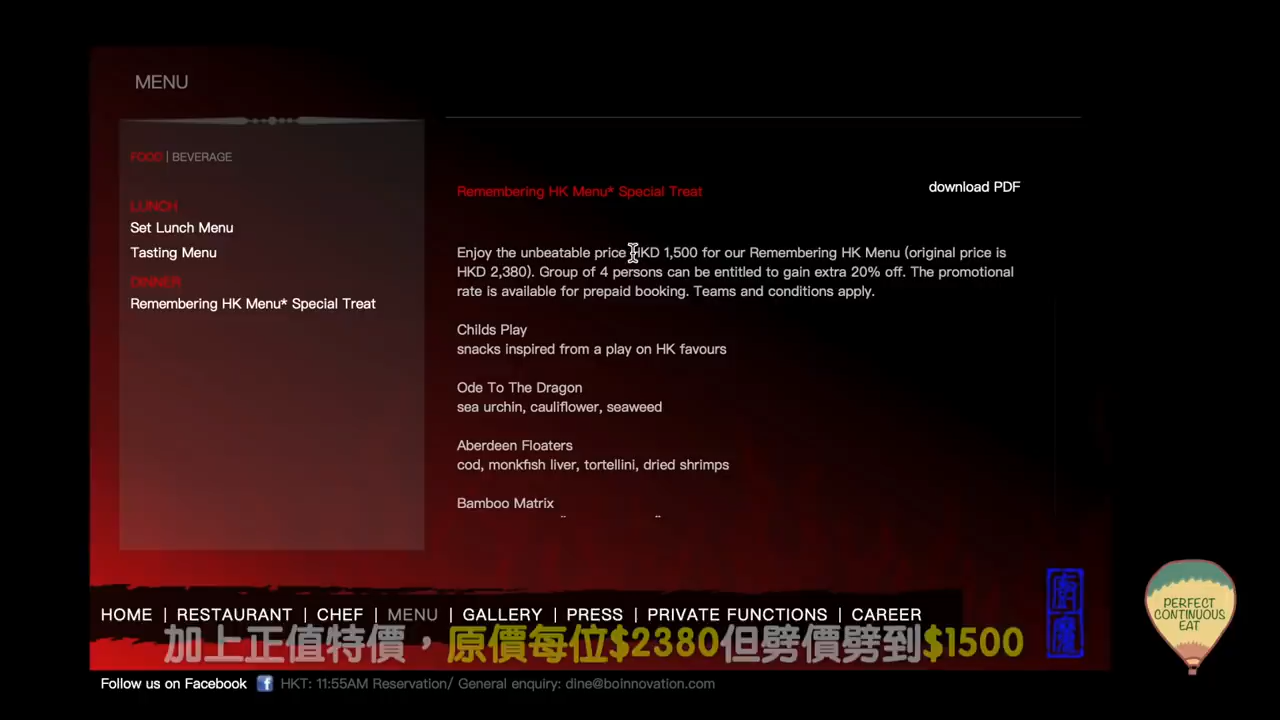 MENU
FOOD | BEVERAGE
LUNCH
Set Lunch Menu
Tasting Menu
DINNER
Remembering HK Menu* Special Treat
Remembering HK Menu* Special Treat
download PDF
Enjoy the unbeatable price HKD 1,500 for our Remembering HK Menu (original price is
HKD 2,380). Group of 4 persons can be entitled to gain extra 20% off. The promotional
rate is available for prepaid booking. Teams and conditions apply.
Childs Play
snacks inspired from a play on HK favours
Ode To The Dragon
sea urchin, cauliflower, seaweed
Aberdeen Floaters
cod, monkfish liver, tortellini, dried shrimps
Bamboo Matrix
HOME | RESTAURANT | CHEF | MENU | GALLERY | PRESS | PRIVATE FUNCTIONS | CAREER
加上正值特價，原價每位$2380但劈價劈到$1500
廚魔
Follow us on Facebook HKT: 11:55AM Reservation/ General enquiry: dine@boinnovation.com
PERFECT
CONTINUOUS
EAT